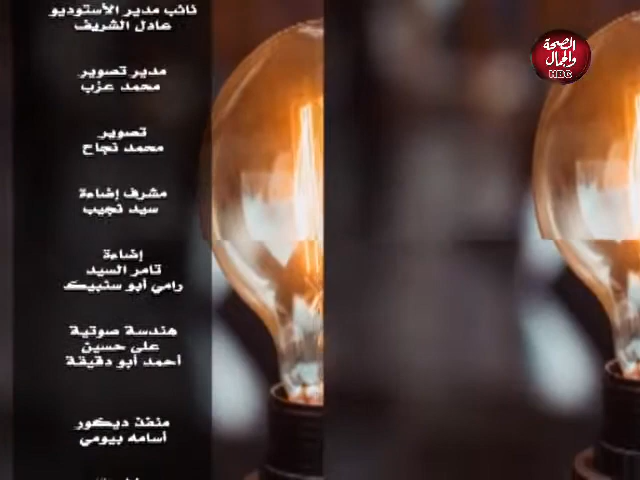 نائب مدير الأستوديو
عادل الشريف
مدير تصوير
محمد عزب
تصوير
محمد نجاح
مشرف إضاءة
سيد نجيب
إضاءة
تامر السيد
رامي أبو سنبيك
هندسة صوتية
على حسين
أحمد أبو دقيقة
منفذ ديكور
أسامه بيومى
الصحة
والجمال
HBC